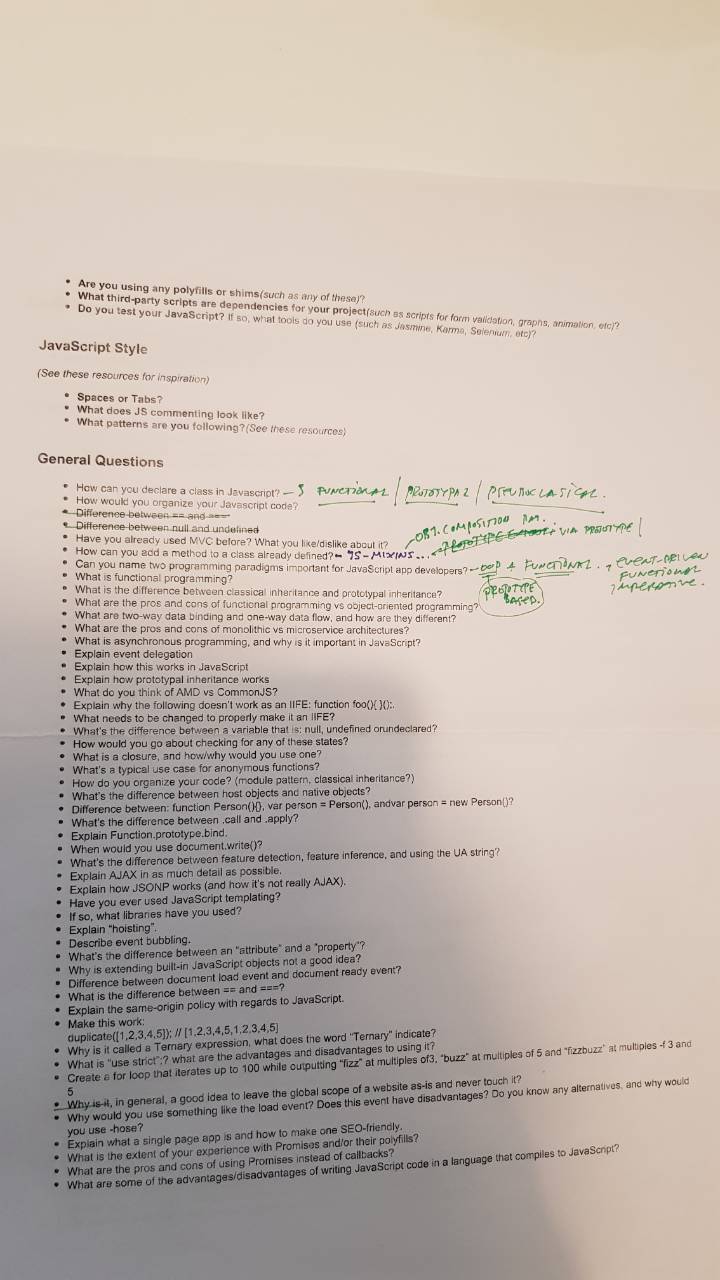 • Are you using any polyfills or shims(such as any of these)?
• What third-party scripts are dependencies for your project(such as scripts for form validation, graphs, animation, etc)?
• Do you test your JavaScript? If so, what tools do you use (such as Jasmine, Karma, Selenium, etc)?
JavaScript Style
(See these resources for inspiration)
• Spaces or Tabs?
• What does JS commenting look like?
• What patterns are you following?(See these resources)
General Questions
• How can you declare a class in Javascript? – FUNCTIONAL / PROTOTYPAL / PSEUDOCLASICAL.
• How would you organize your Javascript code?
• Difference between == and ===
• Difference between null and undefined
• Have you already used MVC before? What you like/dislike about it? OBJ. COMPOSITION
• How can you add a method to a class already defined? – JS-MIXINS... VIA PROTOTYPE
• Can you name two programming paradigms important for JavaScript app developers? – OOP & FUNCTIONAL. , EVENT-DRIVEN
FUNCTIONAL
IMPERATIVE.
PROTOTYPE
BASED.
• What is functional programming?
• What is the difference between classical inheritance and prototypal inheritance?
• What are the pros and cons of functional programming vs object-oriented programming?
• What are two-way data binding and one-way data flow, and how are they different?
• What are the pros and cons of monolithic vs microservice architectures?
• What is asynchronous programming, and why is it important in JavaScript?
• Explain event delegation
• Explain how this works in JavaScript
• Explain how prototypal inheritance works
• What do you think of AMD vs CommonJS?
• Explain why the following doesn't work as an IIFE: function foo(){ }();.
• What needs to be changed to properly make it an IIFE?
• What's the difference between a variable that is: null, undefined orundeclared?
• How would you go about checking for any of these states?
• What is a closure, and how/why would you use one?
• What's a typical use case for anonymous functions?
• How do you organize your code? (module pattern, classical inheritance?)
• What's the difference between host objects and native objects?
• Difference between: function Person(){}, var person = Person(), andvar person = new Person()?
• What's the difference between .call and .apply?
• Explain Function.prototype.bind.
• When would you use document.write()?
• What's the difference between feature detection, feature inference, and using the UA string?
• Explain AJAX in as much detail as possible.
• Explain how JSONP works (and how it's not really AJAX).
• Have you ever used JavaScript templating?
• If so, what libraries have you used?
• Explain "hoisting".
• Describe event bubbling.
• What's the difference between an "attribute" and a "property"?
• Why is extending built-in JavaScript objects not a good idea?
• Difference between document load event and document ready event?
• What is the difference between == and ===?
• Explain the same-origin policy with regards to JavaScript.
• Make this work:
duplicate([1,2,3,4,5]); // [1,2,3,4,5,1,2,3,4,5]
• Why is it called a Ternary expression, what does the word "Ternary" indicate?
• What is "use strict";? what are the advantages and disadvantages to using it?
• Create a for loop that iterates up to 100 while outputting "fizz" at multiples of3, "buzz" at multiples of 5 and "fizzbuzz" at multiples -f 3 and
5
• Why is it, in general, a good idea to leave the global scope of a website as-is and never touch it?
• Why would you use something like the load event? Does this event have disadvantages? Do you know any alternatives, and why would
you use -hose?
• Explain what a single page app is and how to make one SEO-friendly.
• What is the extent of your experience with Promises and/or their polyfills?
• What are the pros and cons of using Promises instead of callbacks?
• What are some of the advantages/disadvantages of writing JavaScript code in a language that compiles to JavaScript?